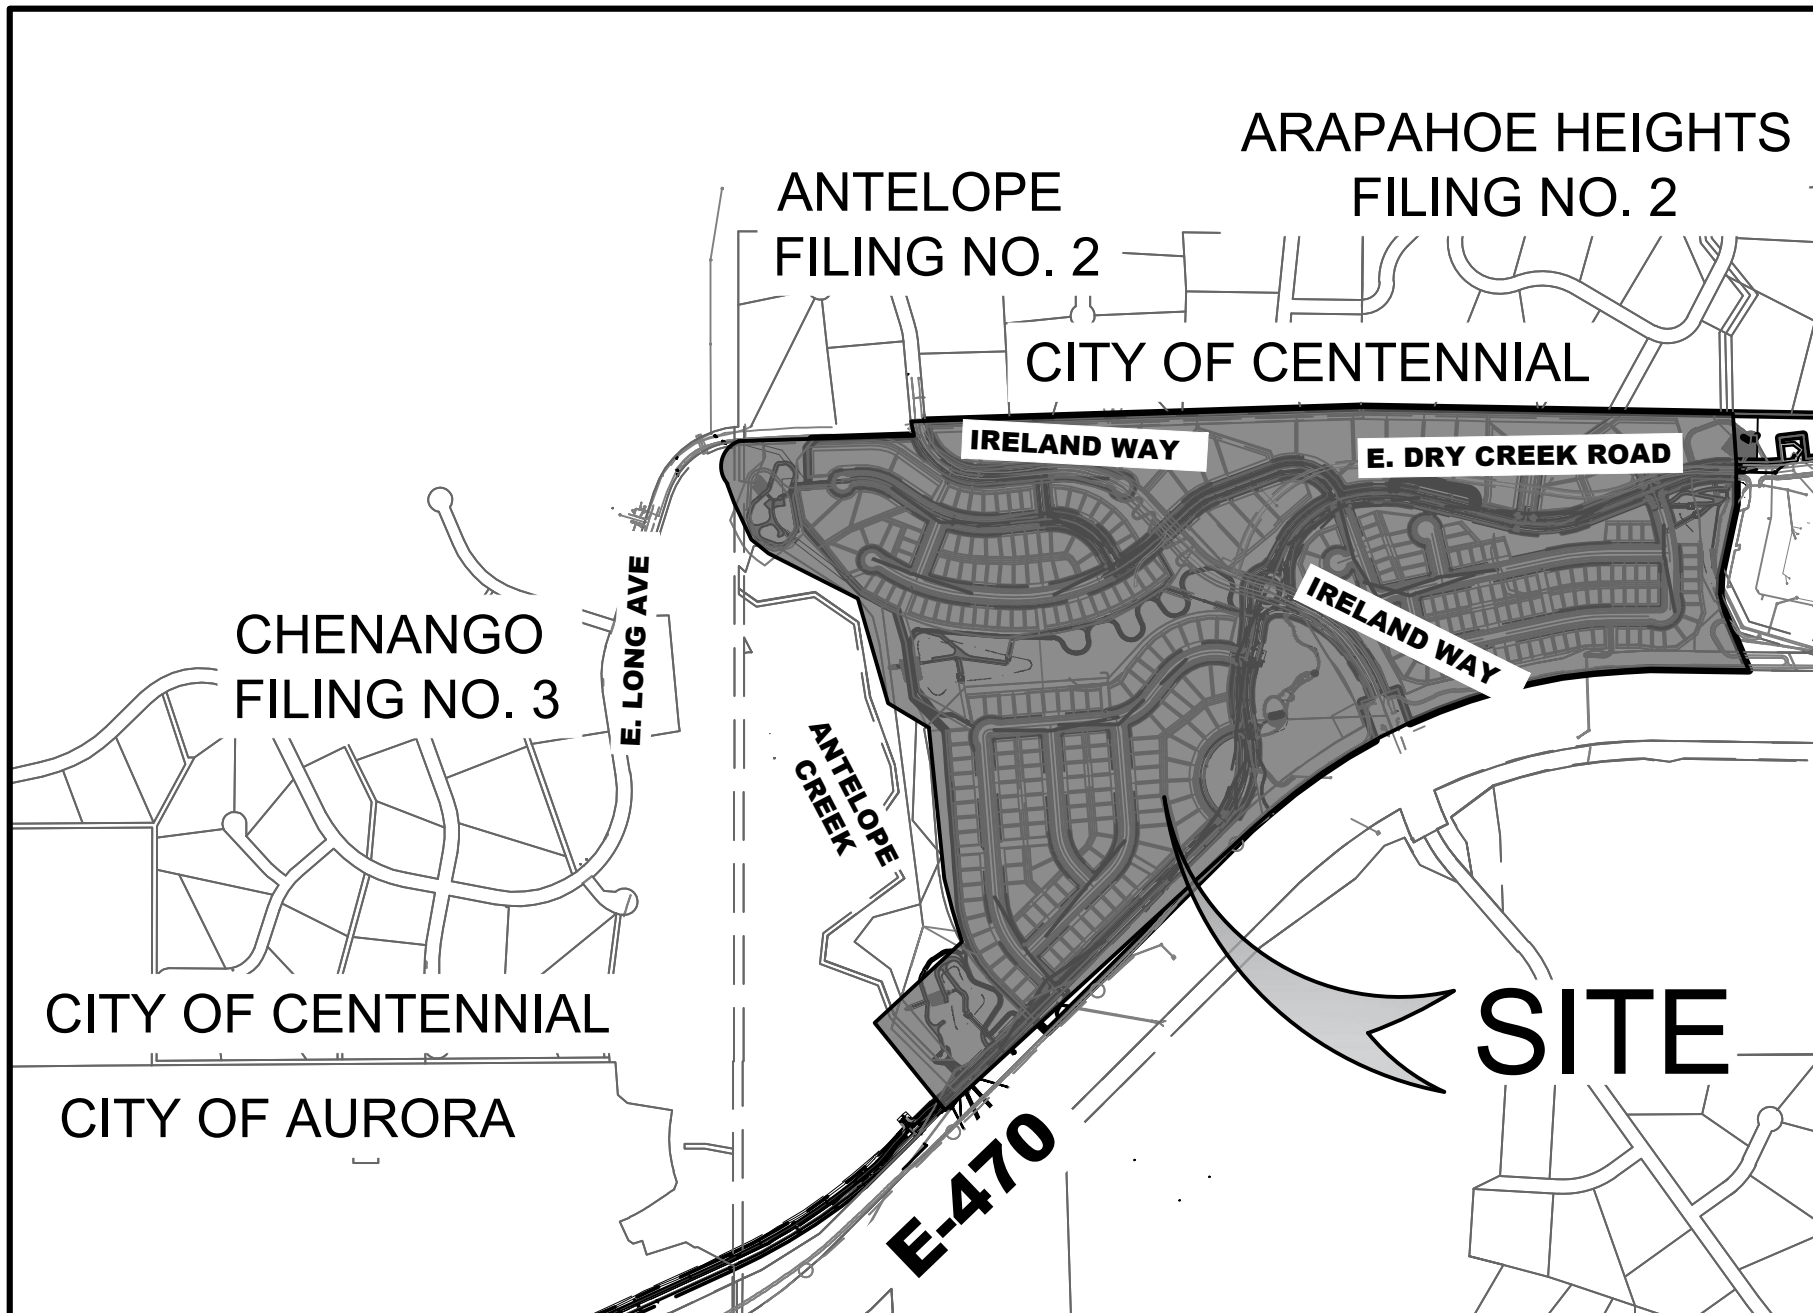 ARAPAHOE HEIGHTS
FILING NO. 2
ANTELOPE
FILING NO. 2
CITY OF CENTENNIAL
IRELAND WAY
E. DRY CREEK ROAD
E. LONG AVE
IRELAND WAY
CHENANGO
FILING NO. 3
ANTELOPE
CREEK
CITY OF CENTENNIAL
SITE
CITY OF AURORA
E-470